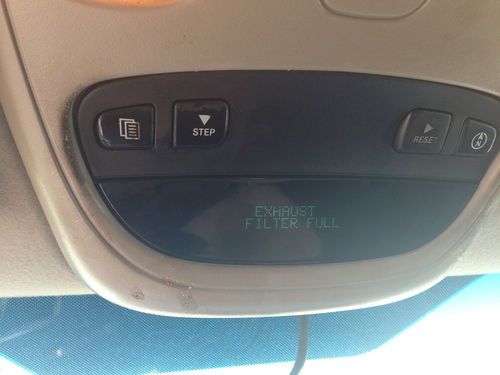 STEP
RESET
N
EXHAUST
FILTER FULL